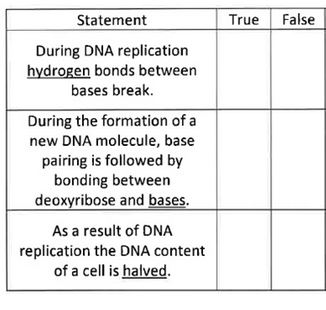 Statement True False
During DNA replication
hydrogen bonds between
bases break.
During the formation of a
new DNA molecule, base
pairing is followed by
bonding between
deoxyribose and bases.
As a result of DNA
replication the DNA content
of a cell is halved.